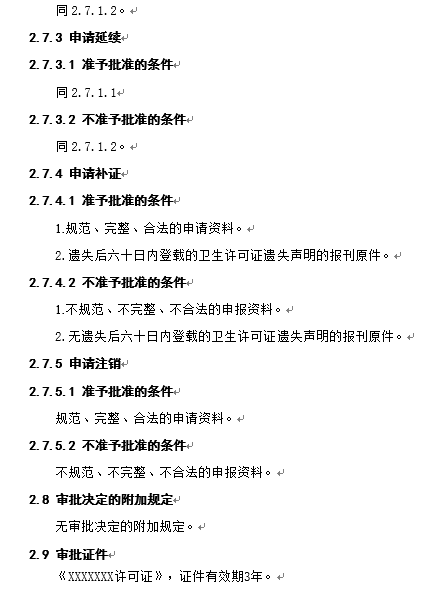 同2.7.1.2。
2.7.3 申请延续
2.7.3.1 准予批准的条件
同2.7.1.1
2.7.3.2 不准予批准的条件
同2.7.1.2。
2.7.4 申请补证
2.7.4.1 准予批准的条件
1.规范、完整、合法的申请资料。
2.遗失后六十日内登载的卫生许可证遗失声明的报刊原件。
2.7.4.2 不准予批准的条件
1.不规范、不完整、不合法的申报资料。
2.无遗失后六十日内登载的卫生许可证遗失声明的报刊原件。
2.7.5 申请注销
2.7.5.1 准予批准的条件
规范、完整、合法的申请资料。
2.7.5.2 不准予批准的条件
不规范、不完整、不合法的申报资料。
2.8 审批决定的附加规定
无审批决定的附加规定。
2.9 审批证件
《XXXXXXX许可证》，证件有效期3年。